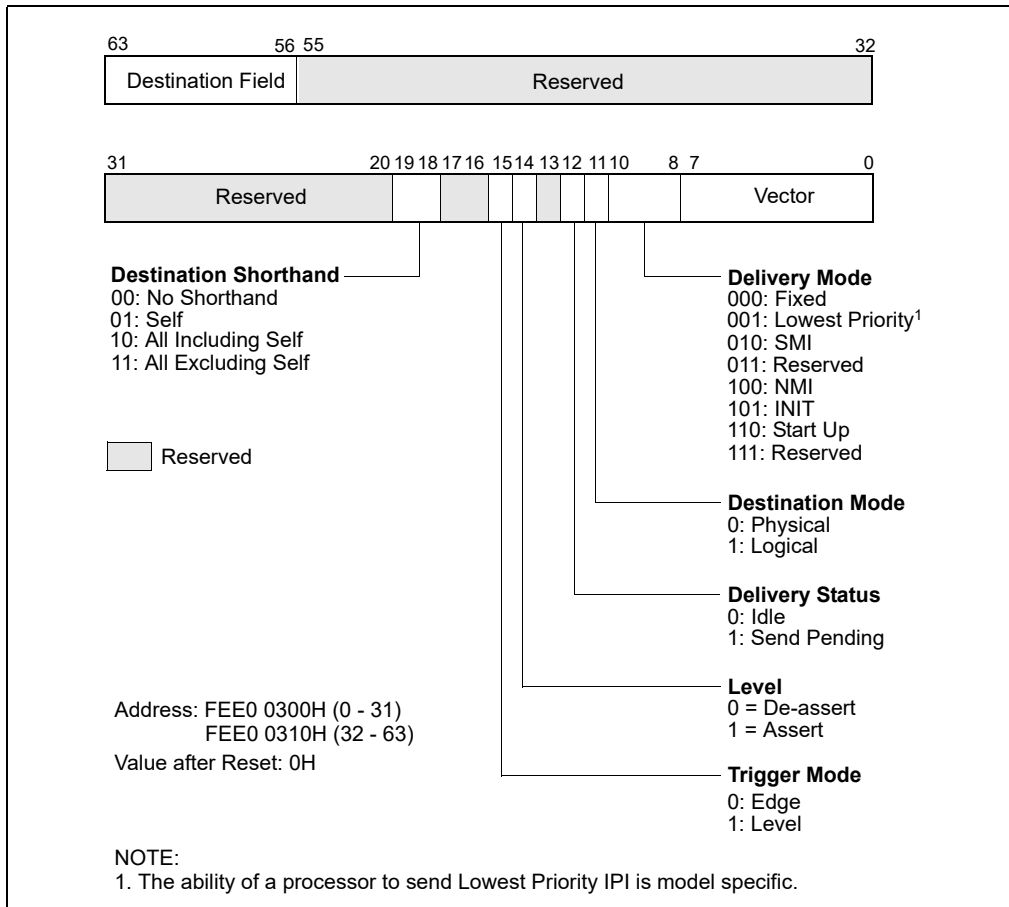 63 56 55 32
Destination Field Reserved
31 20 19 18 17 16 15 14 13 12 11 10 8 7 0
Reserved Vector
Destination Shorthand
00: No Shorthand
01: Self
10: All Including Self
11: All Excluding Self
Reserved
Delivery Mode
000: Fixed
001: Lowest Priority¹
010: SMI
011: Reserved
100: NMI
101: INIT
110: Start Up
111: Reserved
Destination Mode
0: Physical
1: Logical
Delivery Status
0: Idle
1: Send Pending
Level
0 = De-assert
1 = Assert
Trigger Mode
0: Edge
1: Level
Address: FEE0 0300H (0 - 31)
FEE0 0310H (32 - 63)
Value after Reset: 0H
NOTE:
1. The ability of a processor to send Lowest Priority IPI is model specific.